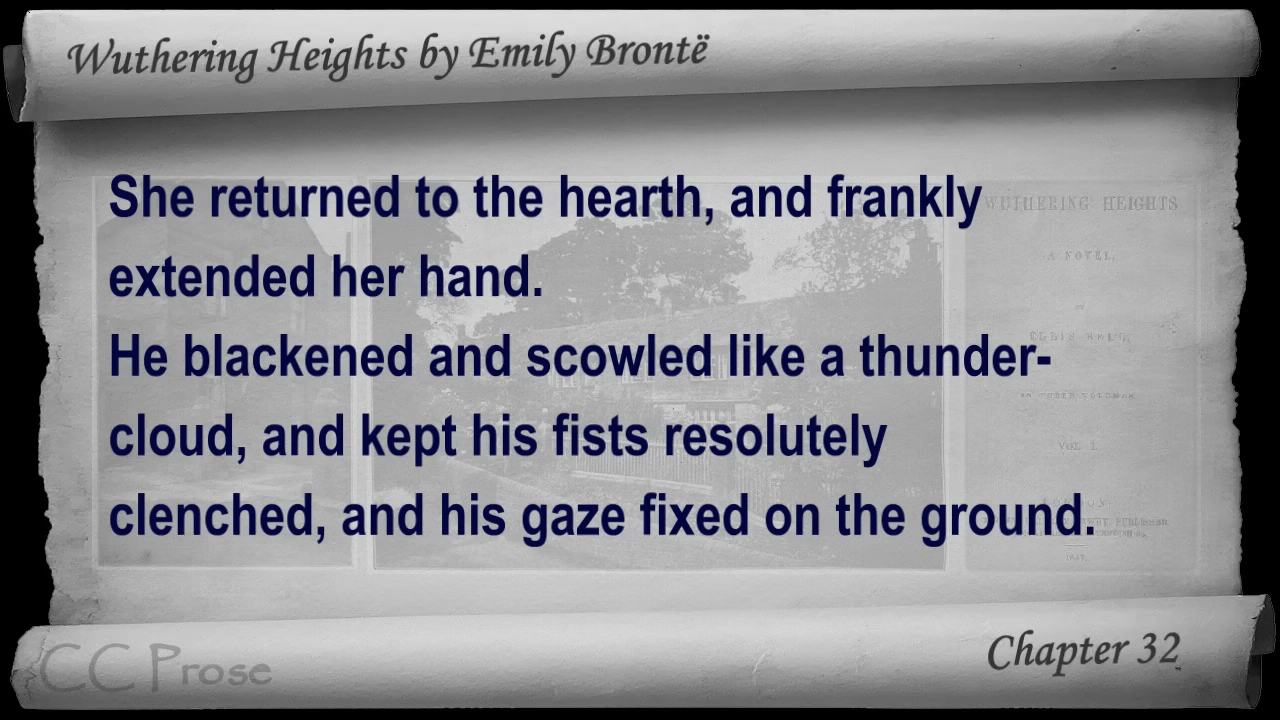 Wuthering Heights by Emily Brontë
She returned to the hearth, and frankly
extended her hand.
He blackened and scowled like a thunder-
cloud, and kept his fists resolutely
clenched, and his gaze fixed on the ground.
WUTHERING HEIGHTS
A NOVEL,
VOL. I.
1847.
CC Prose
Chapter 32